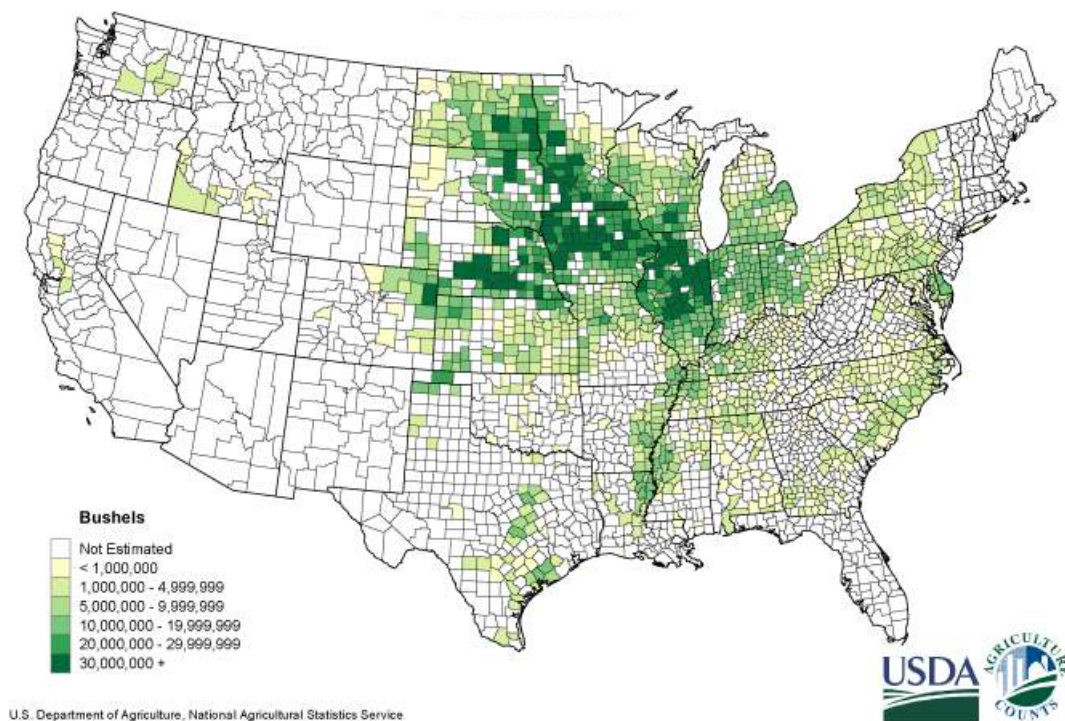 Bushels
Not Estimated
< 1,000,000
1,000,000 - 4,999,999
5,000,000 - 9,999,999
10,000,000 - 19,999,999
20,000,000 - 29,999,999
30,000,000 +
USDA
AGRICULTURE
COUNTS
U.S. Department of Agriculture, National Agricultural Statistics Service